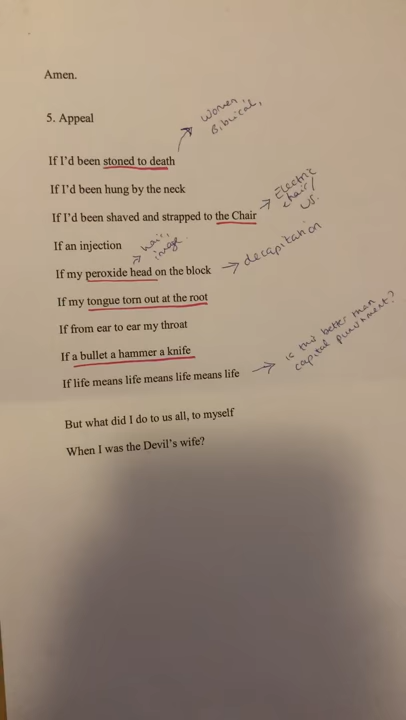 Amen.
5. Appeal
Women,
Biblical,
If I'd been stoned to death
If I'd been hung by the neck
Electric
chair/
US.
If I'd been shaved and strapped to the Chair
If an injection
hair,
image
If my peroxide head on the block
decapitation
If my tongue torn out at the root
If from ear to ear my throat
If a bullet a hammer a knife
If life means life means life means life
is this better than
capital punishment?
But what did I do to us all, to myself
When I was the Devil's wife?